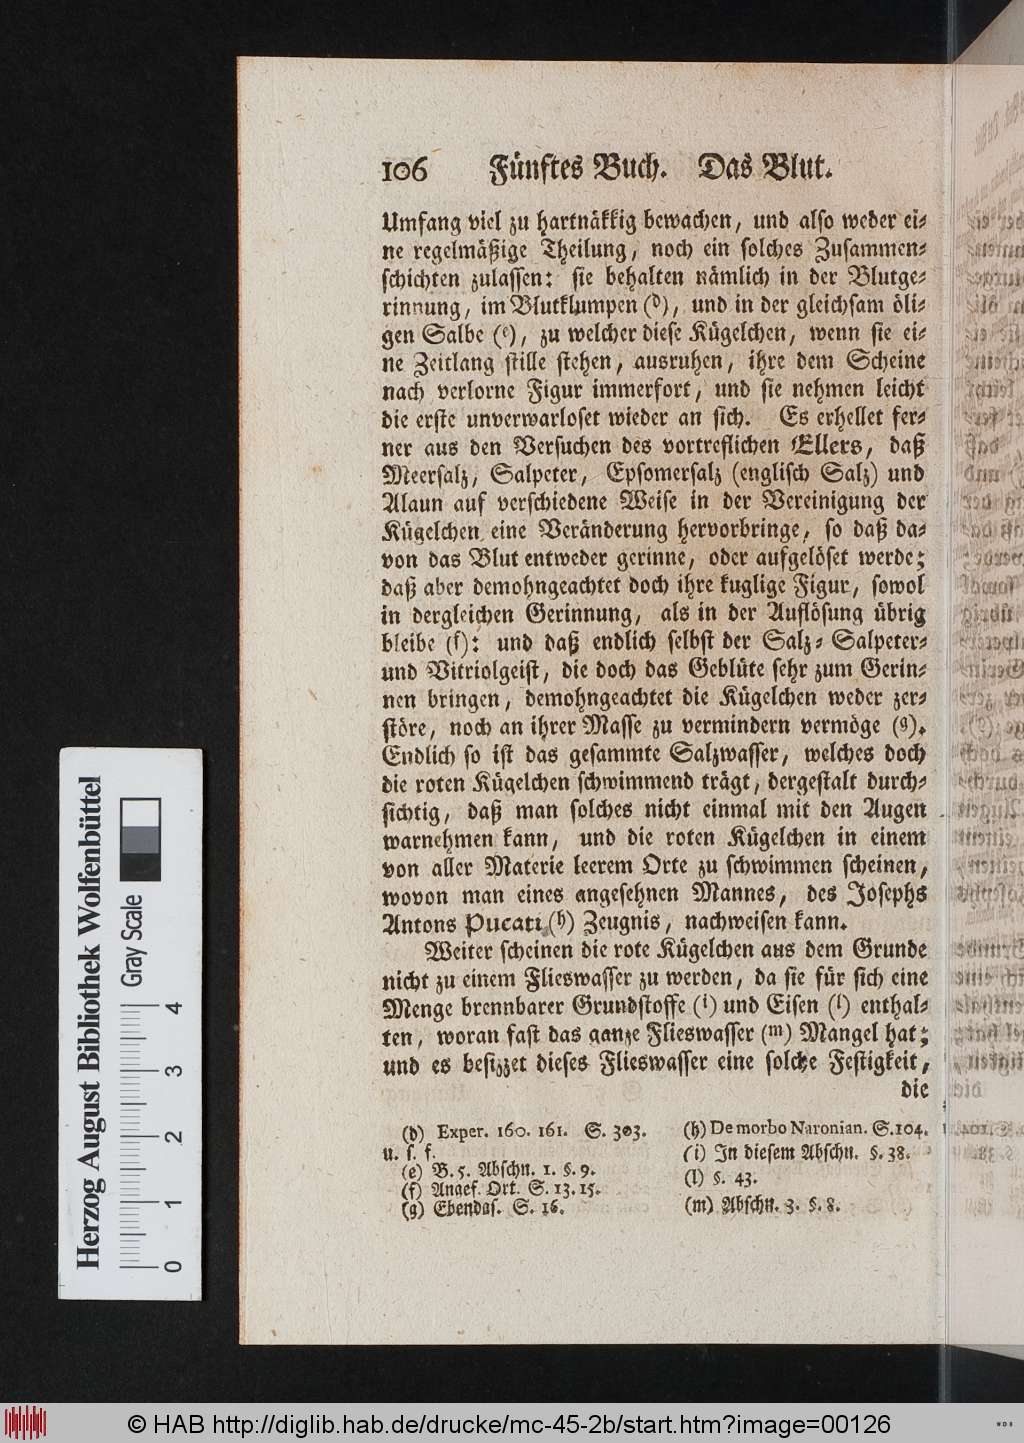 106 Fünftes Buch. Das Blut.
Umfang viel zu hartnäkkig bewachen, und also weder ei-
ne regelmäßige Theilung, noch ein solches Zusammen-
schichten zulassen: sie behalten nämlich in der Blutge-
rinnung, im Blutklumpen (d), und in der gleichsam öli-
gen Salbe (e), zu welcher diese Kügelchen, wenn sie ei-
ne Zeitlang stille stehen, ausruhen, ihre dem Scheine
nach verlorne Figur immerfort, und sie nehmen leicht
die erste unverwarloset wieder an sich. Es erhellet fer-
ner aus den Versuchen des vortreflichen Ellers, daß
Meersalz, Salpeter, Epsomersalz (englisch Salz) und
Alaun auf verschiedene Weise in der Vereinigung der
Kügelchen eine Veränderung hervorbringe, so daß da-
von das Blut entweder gerinne, oder aufgelöset werde;
daß aber demohngeachtet doch ihre kuglige Figur, sowol
in dergleichen Gerinnung, als in der Auflösung übrig
bleibe (f): und daß endlich selbst der Salz- Salpeter-
und Vitriolgeist, die doch das Geblüte sehr zum Gerin-
nen bringen, demohngeachtet die Kügelchen weder zer-
störe, noch an ihrer Masse zu vermindern vermöge (g).
Endlich so ist das gesammte Salzwasser, welches doch
die roten Kügelchen schwimmend trägt, dergestalt durch-
sichtig, daß man solches nicht einmal mit den Augen
warnehmen kann, und die roten Kügelchen in einem
von aller Materie leerem Orte zu schwimmen scheinen,
wovon man eines angesehnen Mannes, des Josephs
Antons Pucati (h) Zeugnis, nachweisen kann.
Weiter scheinen die rote Kügelchen aus dem Grunde
nicht zu einem Flieswasser zu werden, da sie für sich eine
Menge brennbarer Grundstoffe (i) und Eisen (l) enthal-
ten, woran fast das ganze Flieswasser (m) Mangel hat;
und es besizzet dieses Flieswasser eine solche Festigkeit,
die
(d) Exper. 160. 161. S. 303.
u. s. f.
(e) B. 5. Abschn. 1. §. 9.
(f) Angef. Ort. S. 13. 15.
(g) Ebendas. S. 16.
(h) De morbo Naronian. S. 104.
(i) In diesem Abschn. §. 38.
(l) §. 43.
(m) Abschn. 3. §. 8.
Herzog August Bibliothek Wolfenbüttel
Gray Scale
0 1 2 3 4
© HAB http://diglib.hab.de/drucke/mc-45-2b/start.htm?image=00126